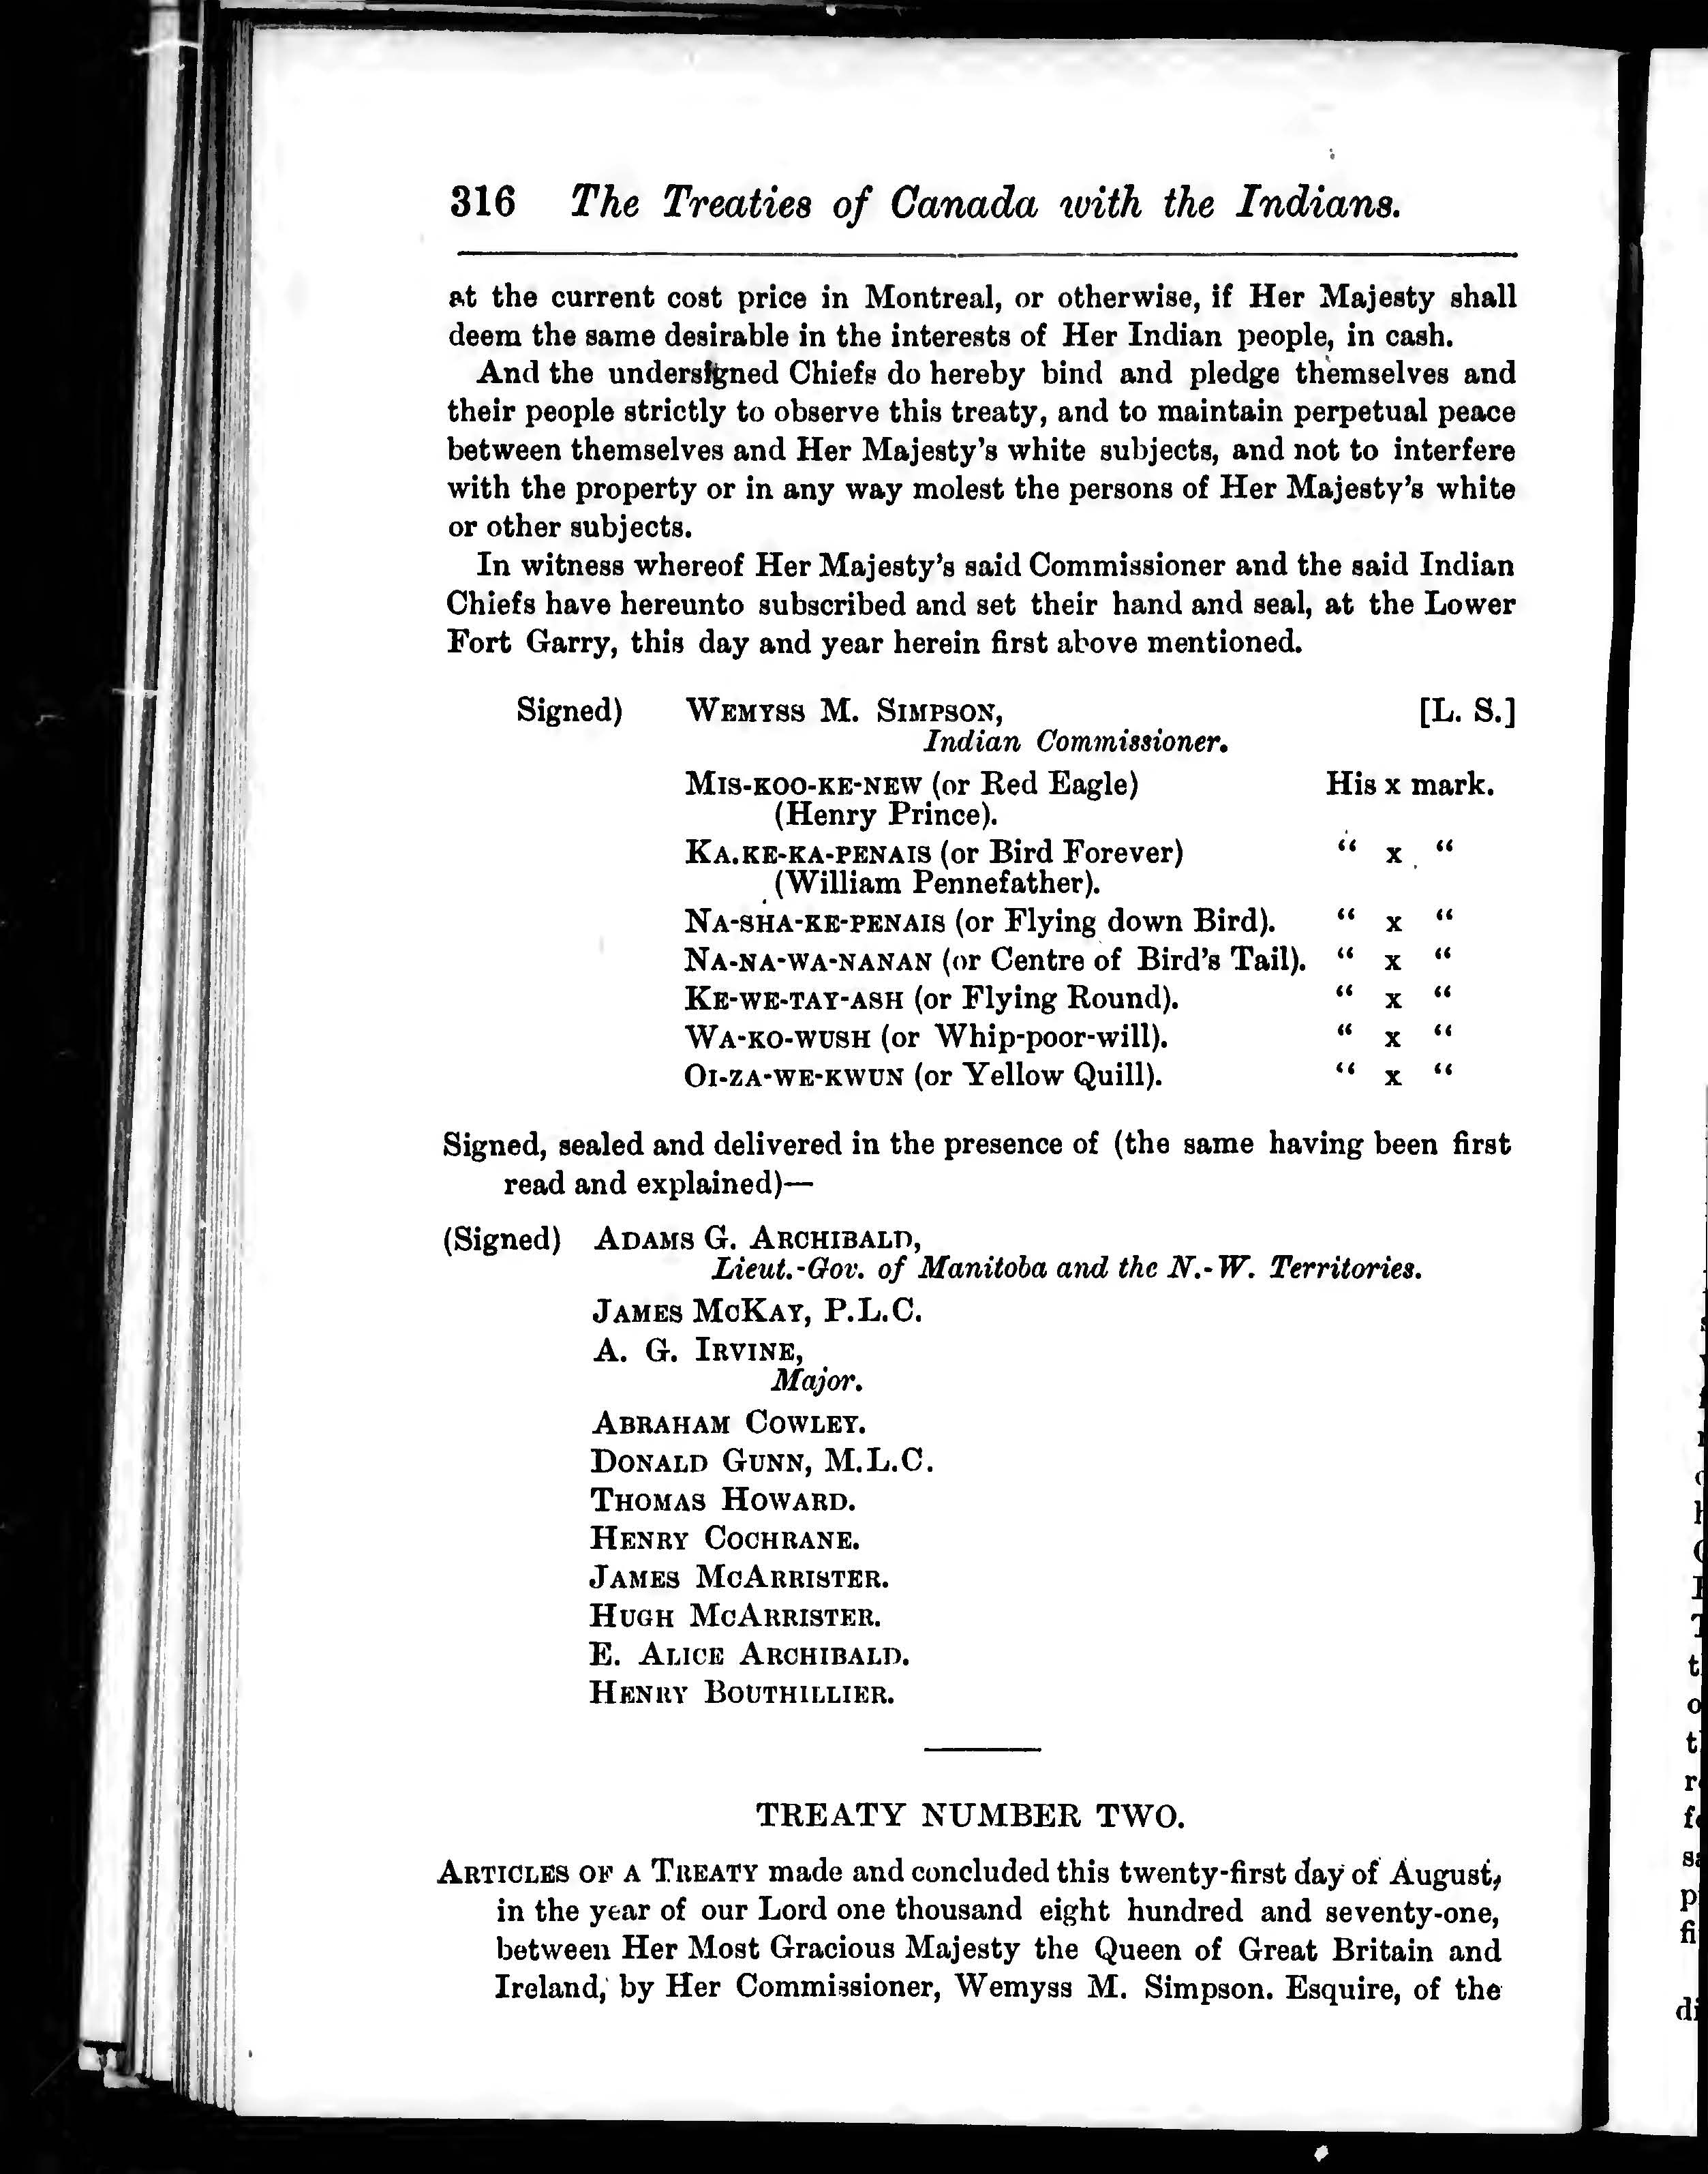 316 The Treaties of Canada with the Indians.
at the current cost price in Montreal, or otherwise, if Her Majesty shall
deem the same desirable in the interests of Her Indian people, in cash.
And the undersigned Chiefs do hereby bind and pledge themselves and
their people strictly to observe this treaty, and to maintain perpetual peace
between themselves and Her Majesty's white subjects, and not to interfere
with the property or in any way molest the persons of Her Majesty's white
or other subjects.
In witness whereof Her Majesty's said Commissioner and the said Indian
Chiefs have hereunto subscribed and set their hand and seal, at the Lower
Fort Garry, this day and year herein first above mentioned.
Signed) WEMYSS M. SIMPSON, [L. S.]
Indian Commissioner.
MIS-KOO-KE-NEW (or Red Eagle) His x mark.
(Henry Prince).
KA.KE-KA-PENAIS (or Bird Forever) “ x “
(William Pennefather).
NA-SHA-KE-PENAIS (or Flying down Bird). “ x “
NA-NA-WA-NANAN (or Centre of Bird's Tail). “ x “
KE-WE-TAY-ASH (or Flying Round). “ x “
WA-KO-WUSH (or Whip-poor-will). “ x “
OI-ZA-WE-KWUN (or Yellow Quill). “ x “
Signed, sealed and delivered in the presence of (the same having been first
read and explained)—
(Signed) ADAMS G. ARCHIBALD,
Lieut.-Gov. of Manitoba and the N.-W. Territories.
JAMES MCKAY, P.L.C.
A. G. IRVINE,
Major.
ABRAHAM COWLEY.
DONALD GUNN, M.L.C.
THOMAS HOWARD.
HENRY COCHRANE.
JAMES MCARRISTER.
HUGH MCARRISTER.
E. ALICE ARCHIBALD.
HENRY BOUTHILLIER.
TREATY NUMBER TWO.
ARTICLES OF A TREATY made and concluded this twenty-first day of August,
in the year of our Lord one thousand eight hundred and seventy-one,
between Her Most Gracious Majesty the Queen of Great Britain and
Ireland, by Her Commissioner, Wemyss M. Simpson. Esquire, of the